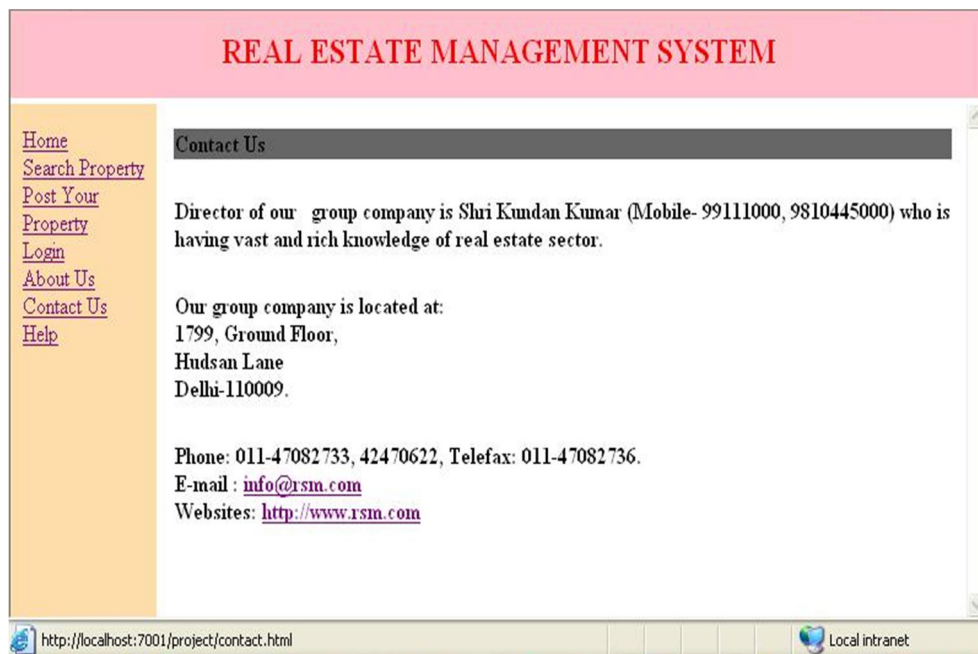 REAL ESTATE MANAGEMENT SYSTEM
Home
Search Property
Post Your
Property
Login
About Us
Contact Us
Help
Contact Us
Director of our group company is Shri Kundan Kumar (Mobile- 99111000, 9810445000) who is
having vast and rich knowledge of real estate sector.
Our group company is located at:
1799, Ground Floor,
Hudsan Lane
Delhi-110009.
Phone: 011-47082733, 42470622, Telefax: 011-47082736.
E-mail : info@rsm.com
Websites: http://www.rsm.com
http://localhost:7001/project/contact.html
Local intranet